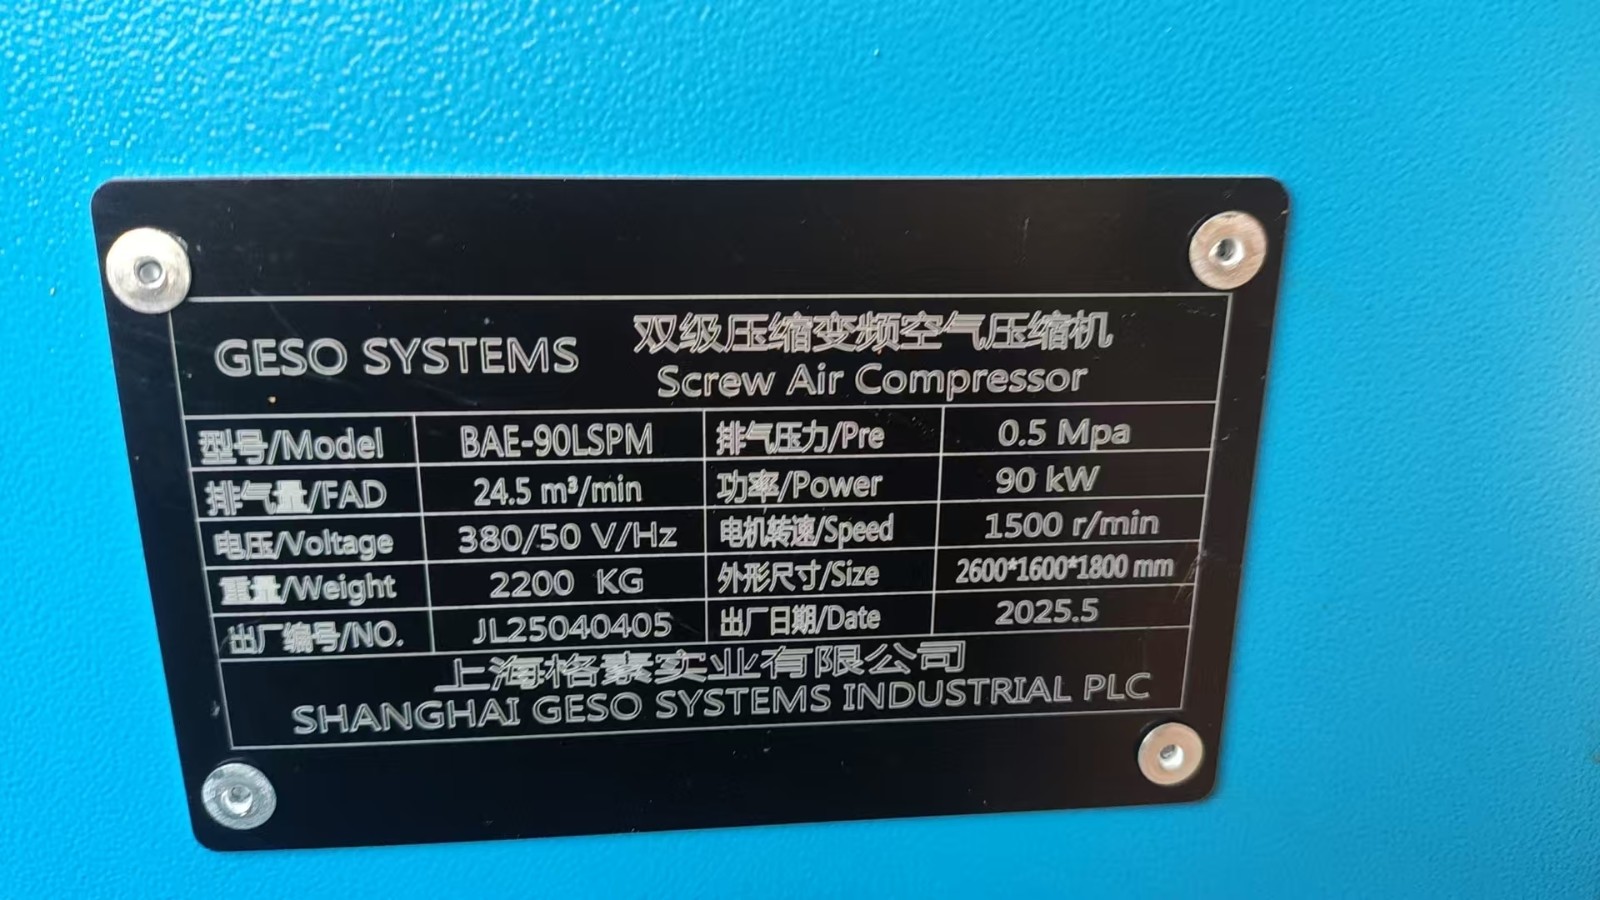 GESO SYSTEMS
双级压缩变频空气压缩机
Screw Air Compressor
型号/Model BAE-90LSPM 排气压力/Pre 0.5 Mpa
排气量/FAD 24.5 m³/min 功率/Power 90 kW
电压/Voltage 380/50 V/Hz 电机转速/Speed 1500 r/min
重量/Weight 2200 KG 外形尺寸/Size 2600*1600*1800 mm
出厂编号/NO. JL25040405 出厂日期/Date 2025.5
上海格素实业有限公司
SHANGHAI GESO SYSTEMS INDUSTRIAL PLC